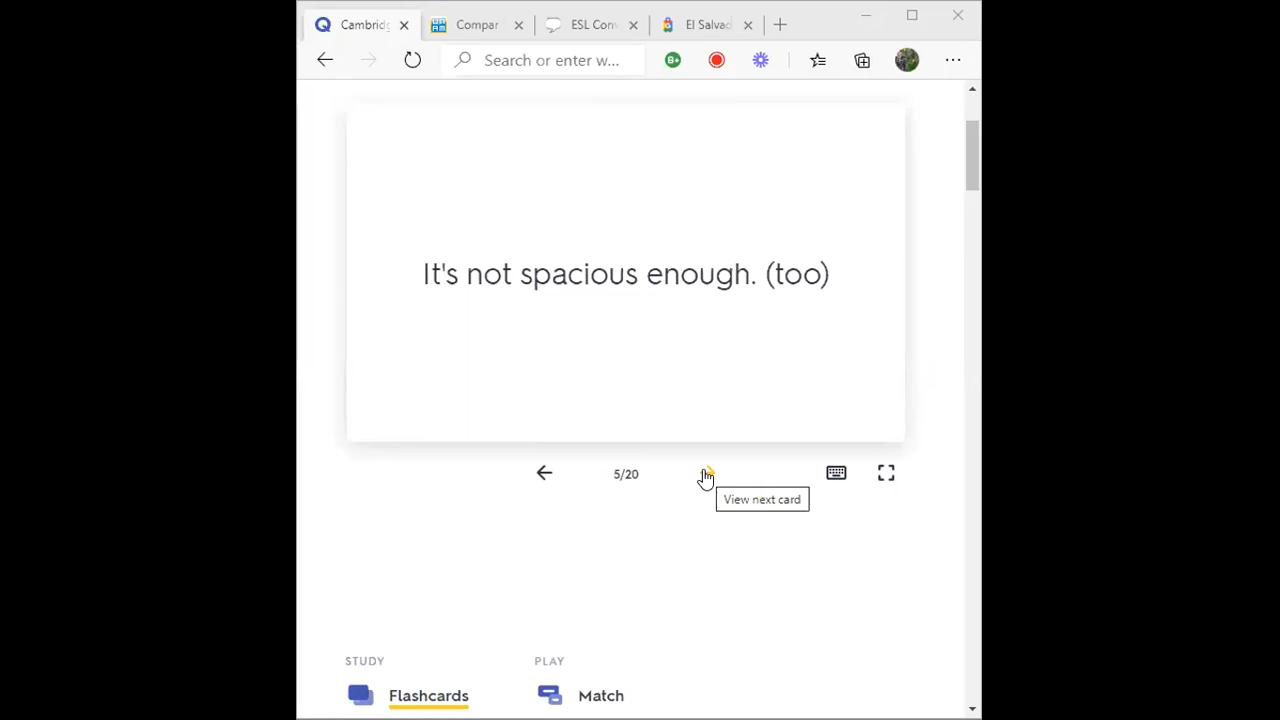 Cambridg
Compar
ESL Conv
El Salvad
Search or enter w...
B+
It's not spacious enough. (too)
5/20
View next card
STUDY
PLAY
Flashcards
Match